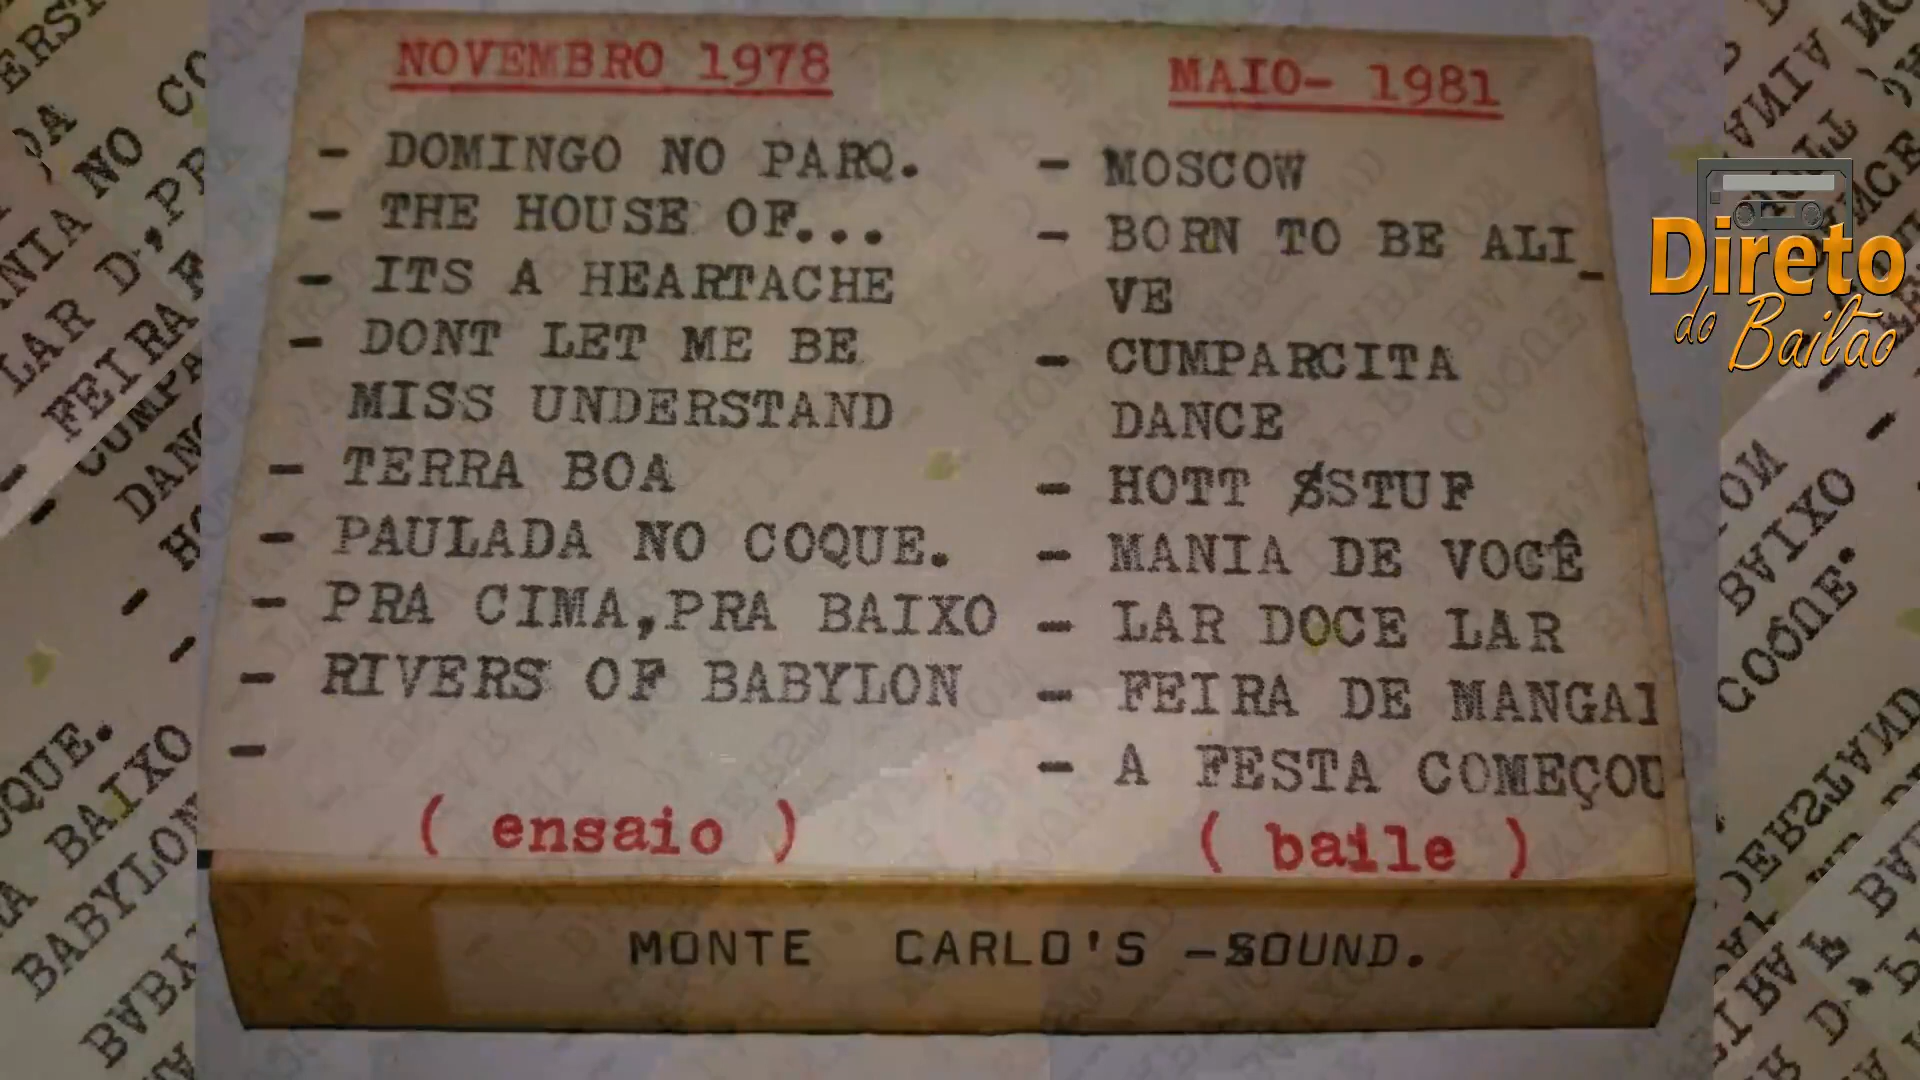 NOVEMBRO 1978
- DOMINGO NO PARQ.
- THE HOUSE OF...
- ITS A HEARTACHE
- DONT LET ME BE
MISS UNDERSTAND
- TERRA BOA
- PAULADA NO COQUE.
- PRA CIMA,PRA BAIXO
- RIVERS OF BABYLON
-
( ensaio )
MAIO- 1981
- MOSCOW
- BORN TO BE ALI_
VE
- CUMPARCITA
DANCE
- HOTT SSTUF
- MANIA DE VOCÊ
- LAR DOCE LAR
- FEIRA DE MANGAI
- A FESTA COMEÇOU
( baile )
MONTE CARLO'S -SOUND.
Direto
do Bailão